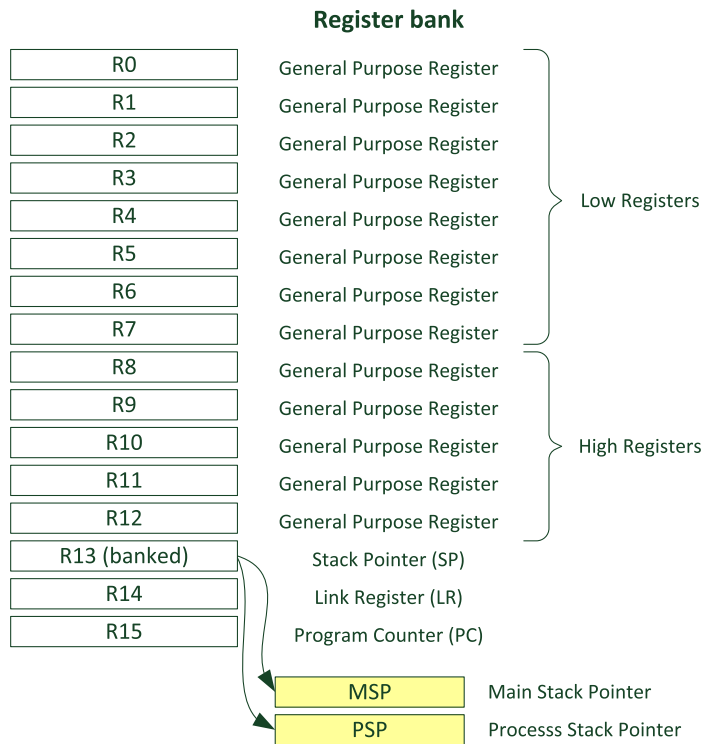 Register bank
R0 General Purpose Register
R1 General Purpose Register
R2 General Purpose Register
R3 General Purpose Register
R4 General Purpose Register
R5 General Purpose Register
R6 General Purpose Register
R7 General Purpose Register
Low Registers
R8 General Purpose Register
R9 General Purpose Register
R10 General Purpose Register
R11 General Purpose Register
R12 General Purpose Register
High Registers
R13 (banked) Stack Pointer (SP)
R14 Link Register (LR)
R15 Program Counter (PC)
MSP Main Stack Pointer
PSP Processs Stack Pointer